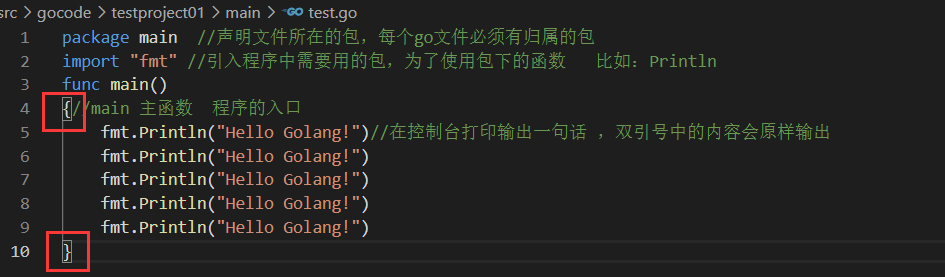 src > gocode > testproject01 > main > GO test.go
1 package main //声明文件所在的包，每个go文件必须有归属的包
2 import "fmt" //引入程序中需要用的包，为了使用包下的函数 比如：Println
3 func main()
4 {//main 主函数 程序的入口
5 fmt.Println("Hello Golang!")//在控制台打印输出一句话 ，双引号中的内容会原样输出
6 fmt.Println("Hello Golang!")
7 fmt.Println("Hello Golang!")
8 fmt.Println("Hello Golang!")
9 fmt.Println("Hello Golang!")
10 }